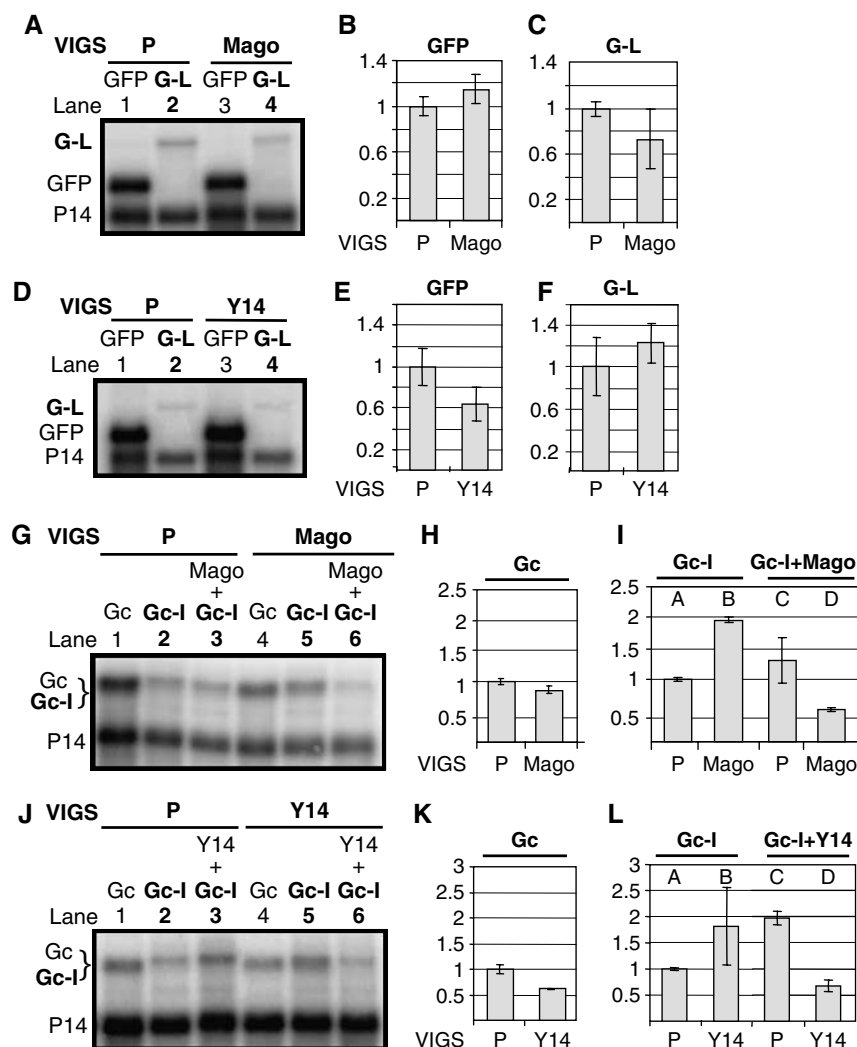 A
VIGS P Mago
GFP G-L GFP G-L
Lane 1 2 3 4
G-L
GFP
P14
B
GFP
1.4
1
0.6
0.2
VIGS P Mago
C
G-L
1.4
1
0.6
0.2
P Mago
D
VIGS P Y14
GFP G-L GFP G-L
Lane 1 2 3 4
G-L
GFP
P14
E
GFP
1.4
1
0.6
0.2
VIGS P Y14
F
G-L
1.4
1
0.6
0.2
P Y14
G
VIGS P Mago
Mago Mago
+ +
Gc Gc-I Gc-I Gc Gc-I Gc-I
Lane 1 2 3 4 5 6
Gc
Gc-I
P14
H
Gc
2.5
2
1.5
1
0.5
VIGS P Mago
I
Gc-I Gc-I+Mago
A B C D
2.5
2
1.5
1
0.5
P Mago P Mago
J
VIGS P Y14
Y14 Y14
+ +
Gc Gc-I Gc-I Gc Gc-I Gc-I
Lane 1 2 3 4 5 6
Gc
Gc-I
P14
K
Gc
3
2.5
2
1.5
1
0.5
VIGS P Y14
L
Gc-I Gc-I+Y14
A B C D
3
2.5
2
1.5
1
0.5
P Y14 P Y14